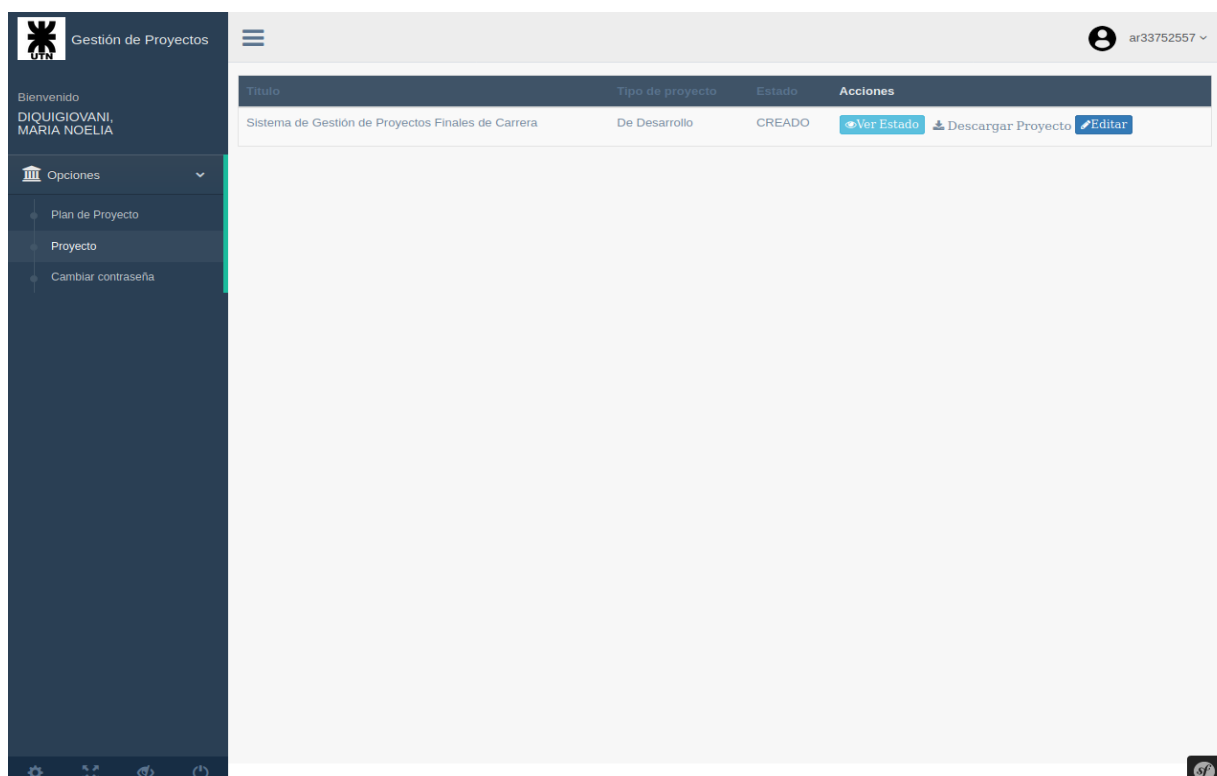 UTN
Gestión de Proyectos
ar33752557
Bienvenido
DIQUIGIOVANI,
MARIA NOELIA
Opciones
Plan de Proyecto
Proyecto
Cambiar contraseña
Titulo Tipo de proyecto Estado Acciones
Sistema de Gestión de Proyectos Finales de Carrera De Desarrollo CREADO Ver Estado Descargar Proyecto Editar
sf